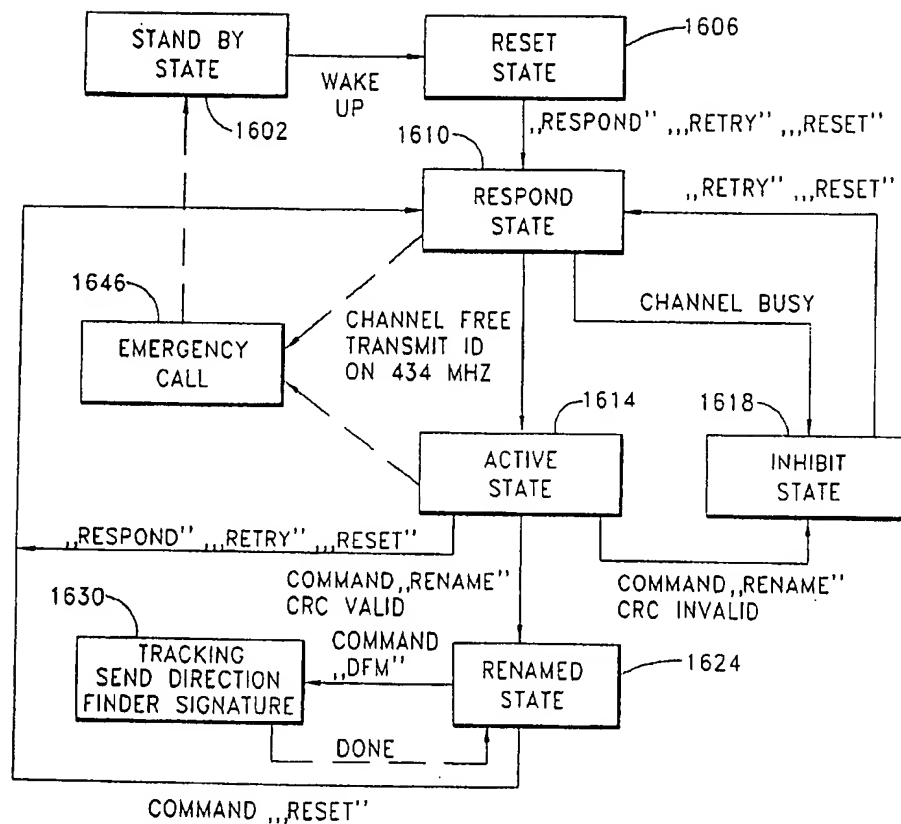 STAND BY
STATE
1602
WAKE
UP
RESET
STATE
1606
,,RESPOND" ,,,RETRY" ,,,RESET"
1610
RESPOND
STATE
,,RETRY" ,,,RESET"
1646
EMERGENCY
CALL
CHANNEL FREE
TRANSMIT ID
ON 434 MHZ
CHANNEL BUSY
1614
ACTIVE
STATE
1618
INHIBIT
STATE
,,RESPOND" ,,,RETRY" ,,,RESET"
COMMAND,,RENAME"
CRC VALID
COMMAND,,RENAME"
CRC INVALID
1630
TRACKING
SEND DIRECTION
FINDER SIGNATURE
COMMAND
,,DFM"
RENAMED
STATE
1624
DONE
COMMAND ,,,RESET"